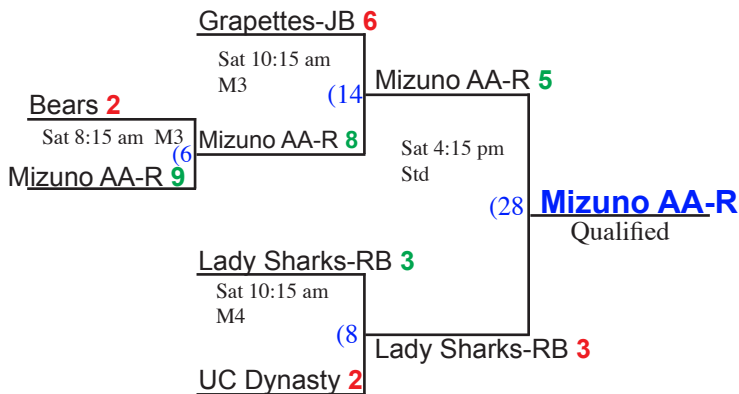 Grapettes-JB 6
Sat 10:15 am
M3
(14
Mizuno AA-R 5
Bears 2
Sat 8:15 am M3
(6
Mizuno AA-R 8
Mizuno AA-R 9
Sat 4:15 pm
Std
(28
Mizuno AA-R
Qualified
Lady Sharks-RB 3
Sat 10:15 am
M4
(8
Lady Sharks-RB 3
UC Dynasty 2